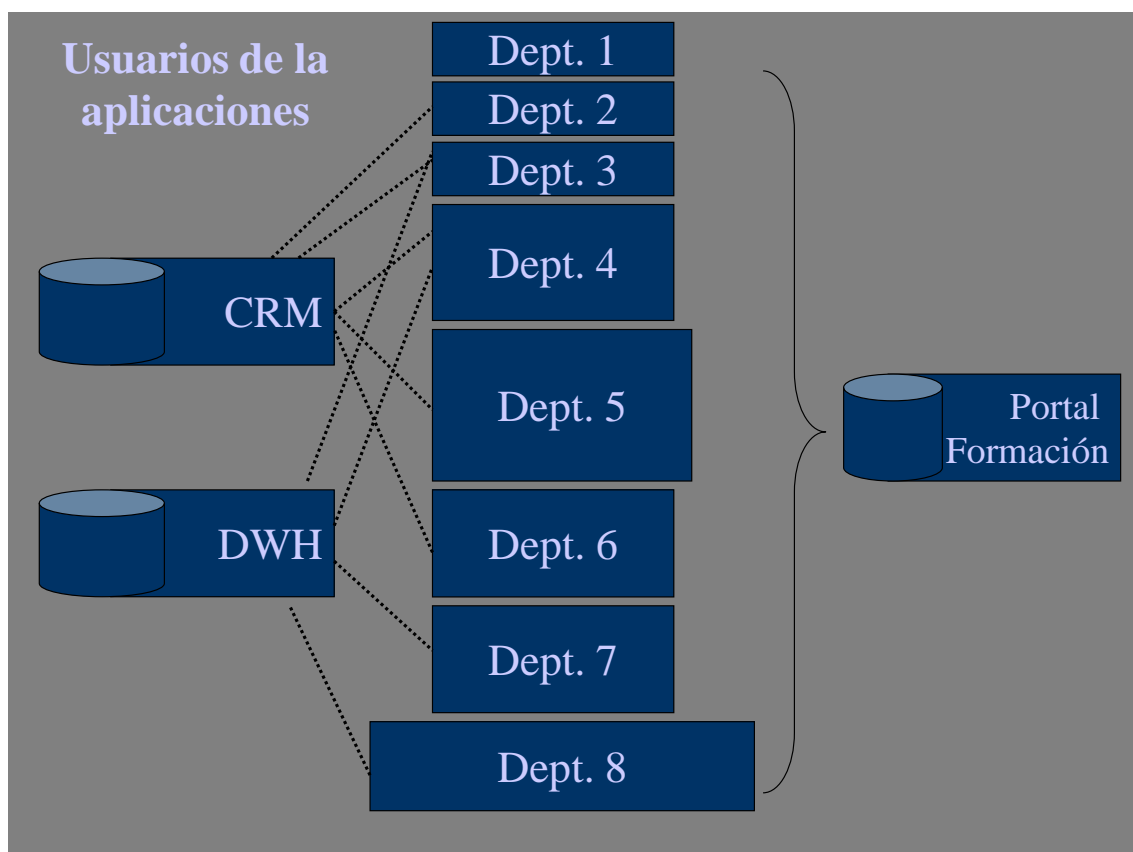 Usuarios de la
aplicaciones
Dept. 1
Dept. 2
Dept. 3
Dept. 4
Dept. 5
Dept. 6
Dept. 7
Dept. 8
CRM
DWH
Portal
Formación